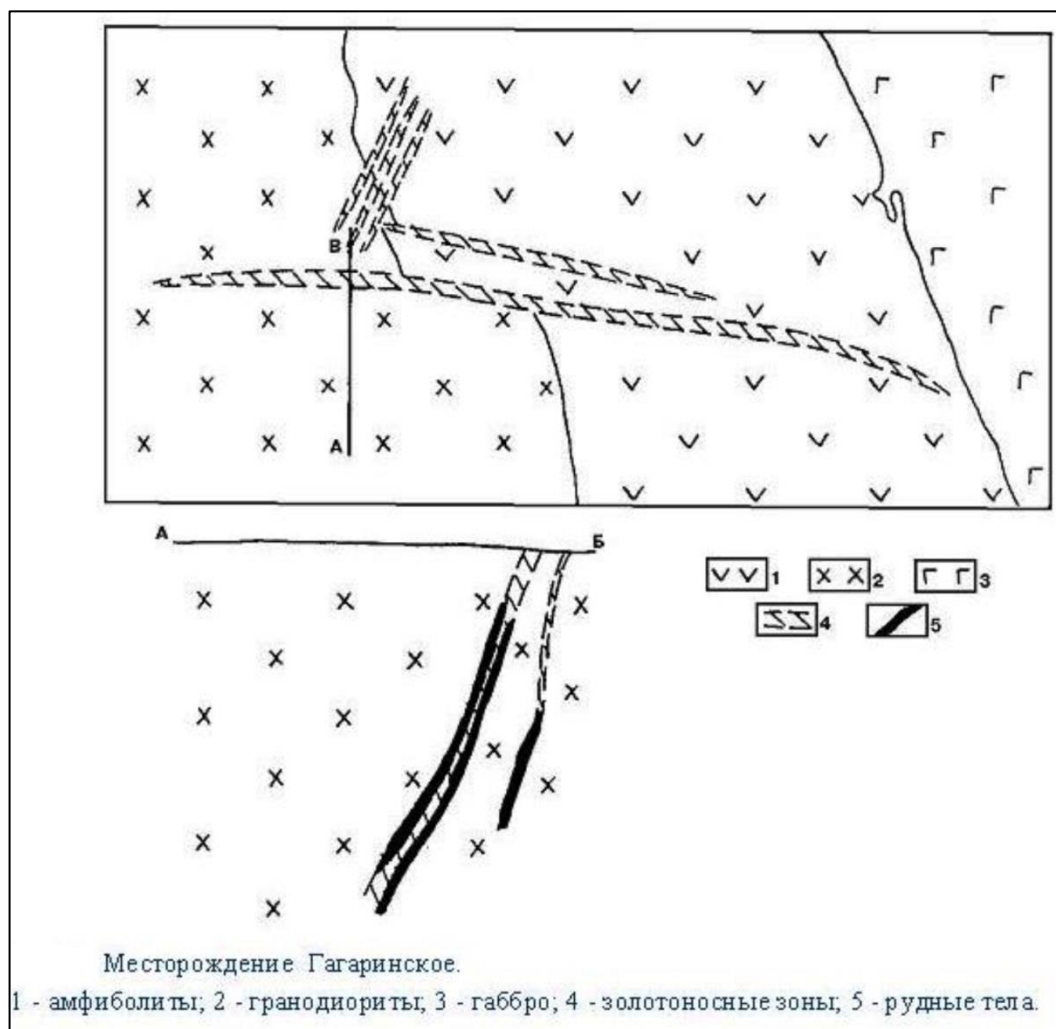 В
А
А
Б
1
2
3
4
5
Месторождение Гагаринское.
1 - амфиболиты; 2 - гранодиориты; 3 - габбро; 4 - золотоносные зоны; 5 - рудные тела.